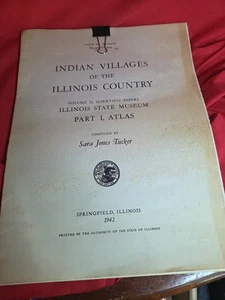 INDIAN VILLAGES
OF THE
ILLINOIS COUNTRY
VOLUME II, SCIENTIFIC PAPERS
ILLINOIS STATE MUSEUM
PART I, ATLAS
COMPILED BY
Sara Jones Tucker
SPRINGFIELD, ILLINOIS
1942
PRINTED BY THE AUTHORITY OF THE STATE OF ILLINOIS